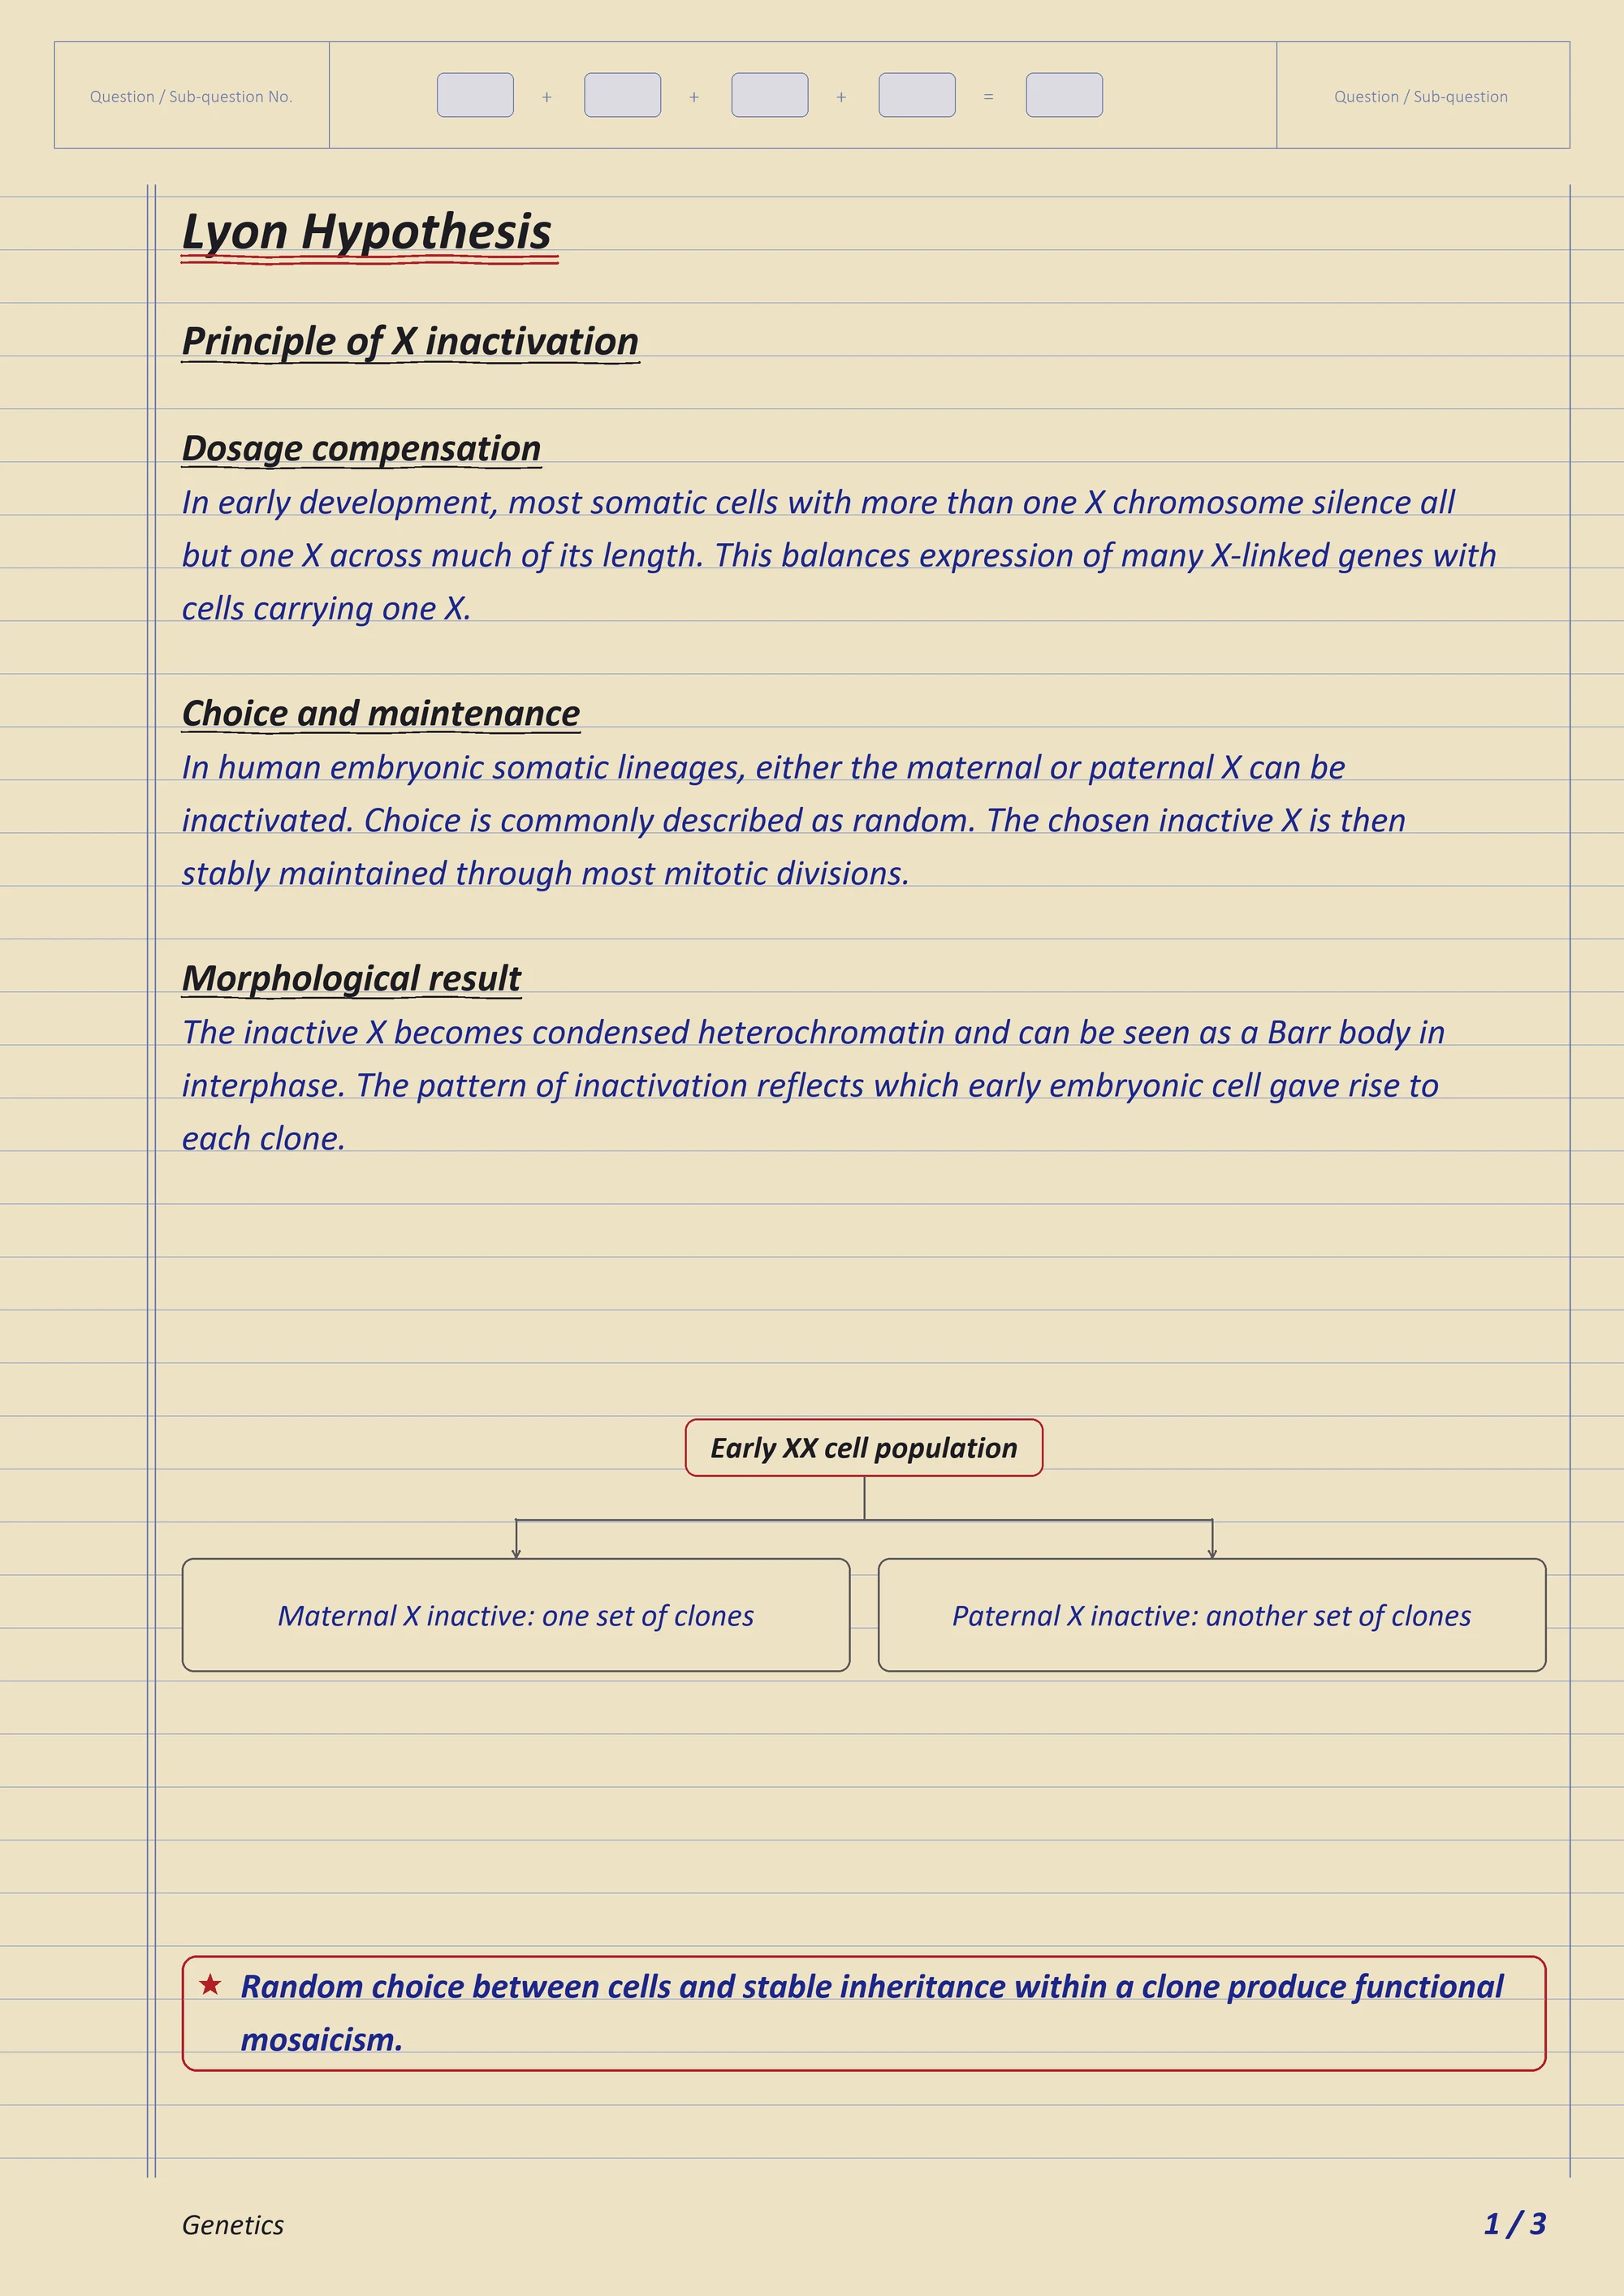 Question / Sub-question No.
+ + + =
Question / Sub-question
Lyon Hypothesis
Principle of X inactivation
Dosage compensation
In early development, most somatic cells with more than one X chromosome silence all
but one X across much of its length. This balances expression of many X-linked genes with
cells carrying one X.
Choice and maintenance
In human embryonic somatic lineages, either the maternal or paternal X can be
inactivated. Choice is commonly described as random. The chosen inactive X is then
stably maintained through most mitotic divisions.
Morphological result
The inactive X becomes condensed heterochromatin and can be seen as a Barr body in
interphase. The pattern of inactivation reflects which early embryonic cell gave rise to
each clone.
Early XX cell population
Maternal X inactive: one set of clones
Paternal X inactive: another set of clones
★ Random choice between cells and stable inheritance within a clone produce functional
mosaicism.
Genetics
1 / 3